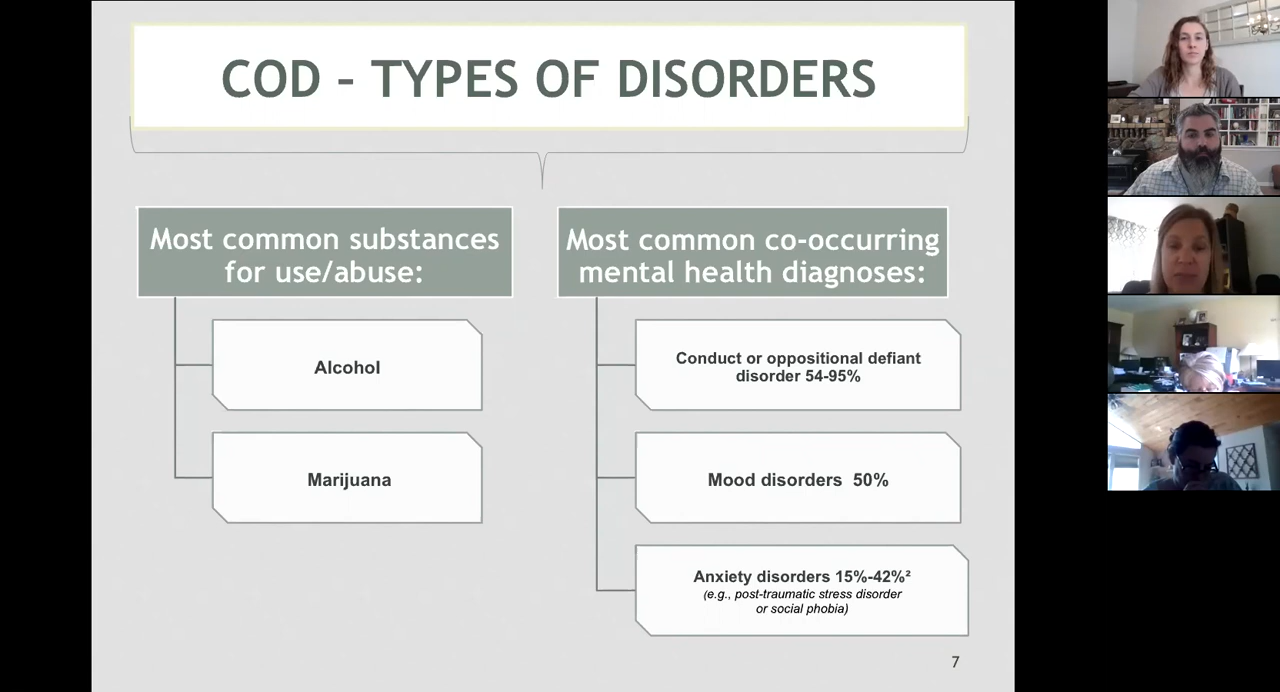 COD - TYPES OF DISORDERS
Most common substances
for use/abuse:
Alcohol
Marijuana
Most common co-occurring
mental health diagnoses:
Conduct or oppositional defiant
disorder 54-95%
Mood disorders  50%
Anxiety disorders 15%-42%²
(e.g., post-traumatic stress disorder
or social phobia)
7